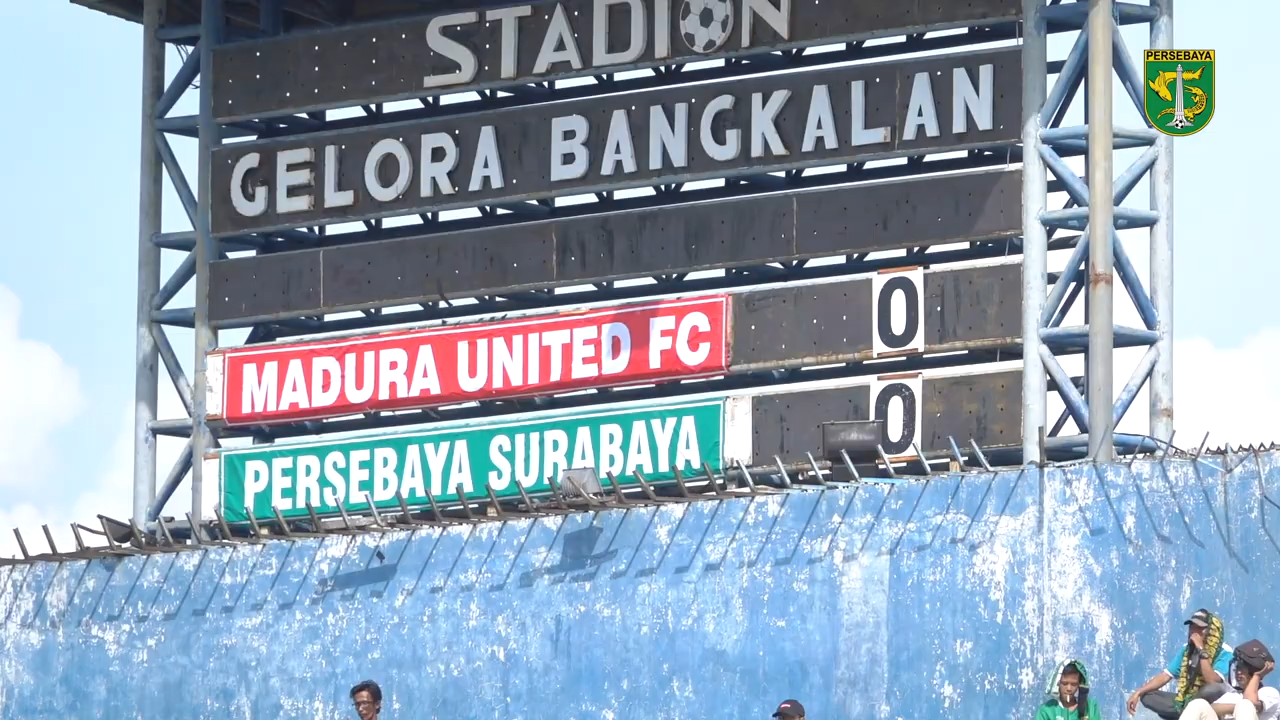 STADION
PERSEBAYA
GELORA BANGKALAN
MADURA UNITED FC 0
PERSEBAYA SURABAYA 0